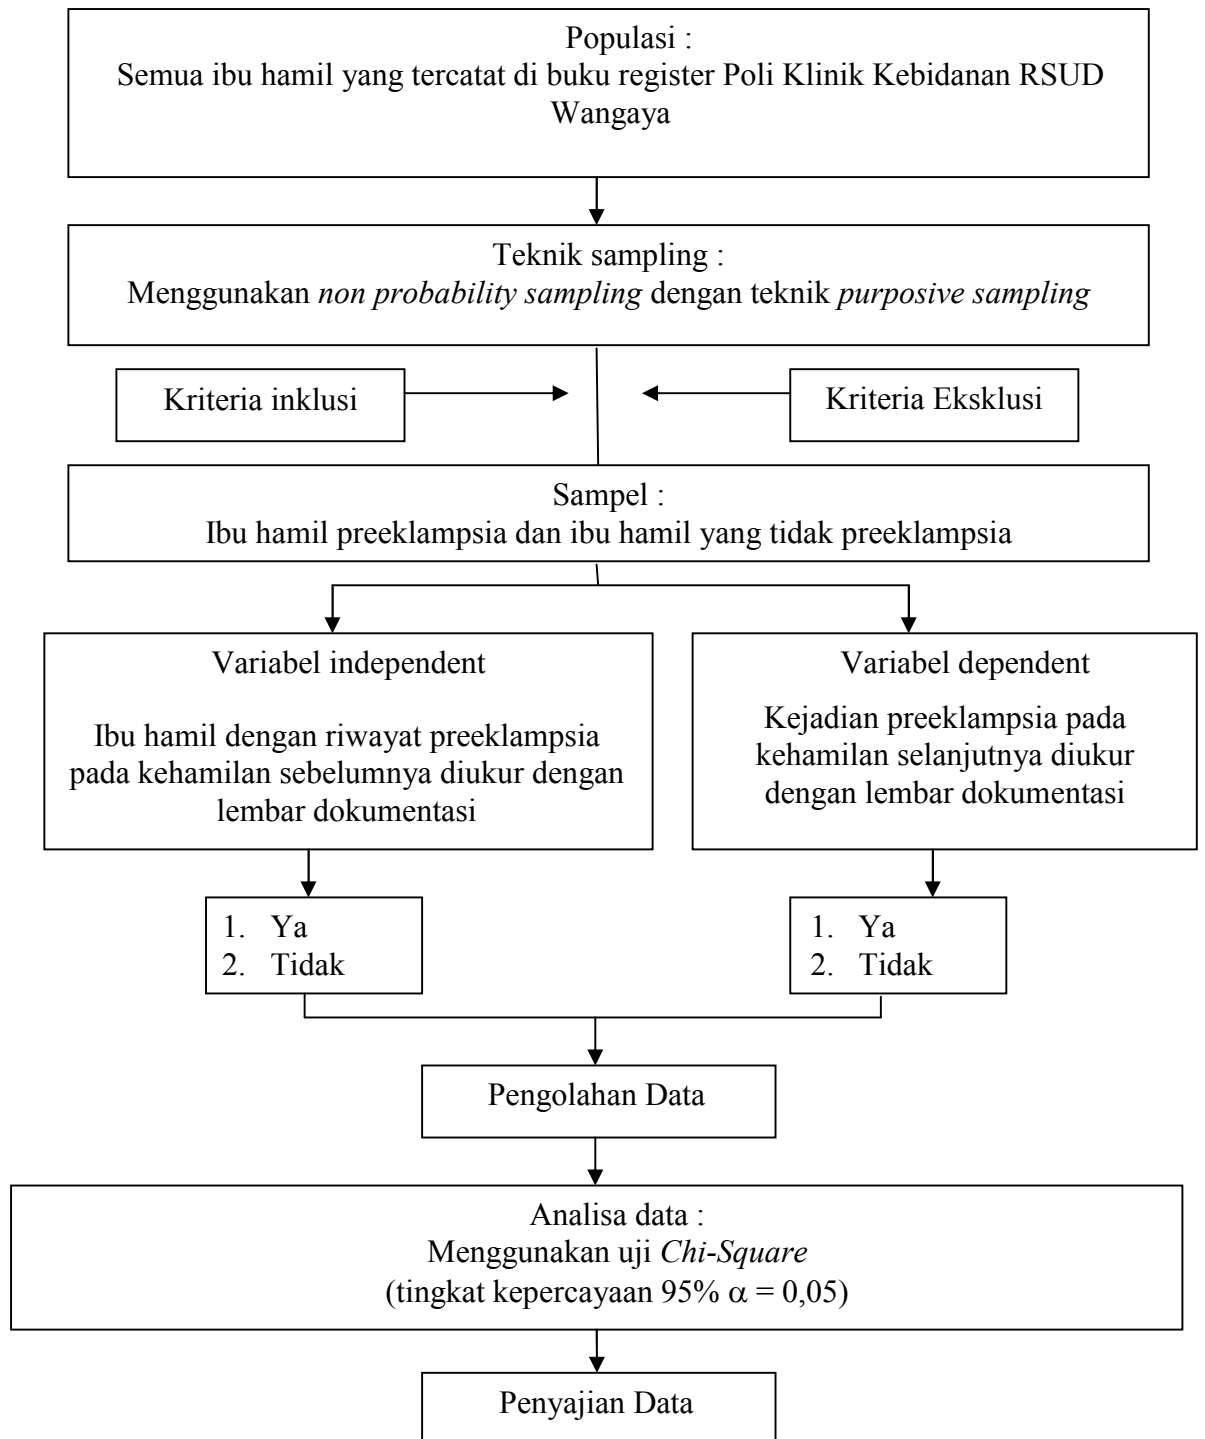 Populasi :
Semua ibu hamil yang tercatat di buku register Poli Klinik Kebidanan RSUD
Wangaya
Teknik sampling :
Menggunakan non probability sampling dengan teknik purposive sampling
Kriteria inklusi
Kriteria Eksklusi
Sampel :
Ibu hamil preeklampsia dan ibu hamil yang tidak preeklampsia
Variabel independent
Ibu hamil dengan riwayat preeklampsia
pada kehamilan sebelumnya diukur dengan
lembar dokumentasi
Variabel dependent
Kejadian preeklampsia pada
kehamilan selanjutnya diukur
dengan lembar dokumentasi
1. Ya
2. Tidak
1. Ya
2. Tidak
Pengolahan Data
Analisa data :
Menggunakan uji Chi-Square
(tingkat kepercayaan 95% α = 0,05)
Penyajian Data